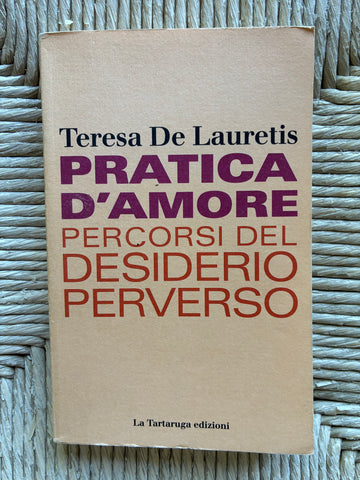 Teresa De Lauretis
PRATICA
D'AMORE
PERCORSI DEL
DESIDERIO
PERVERSO
La Tartaruga edizioni